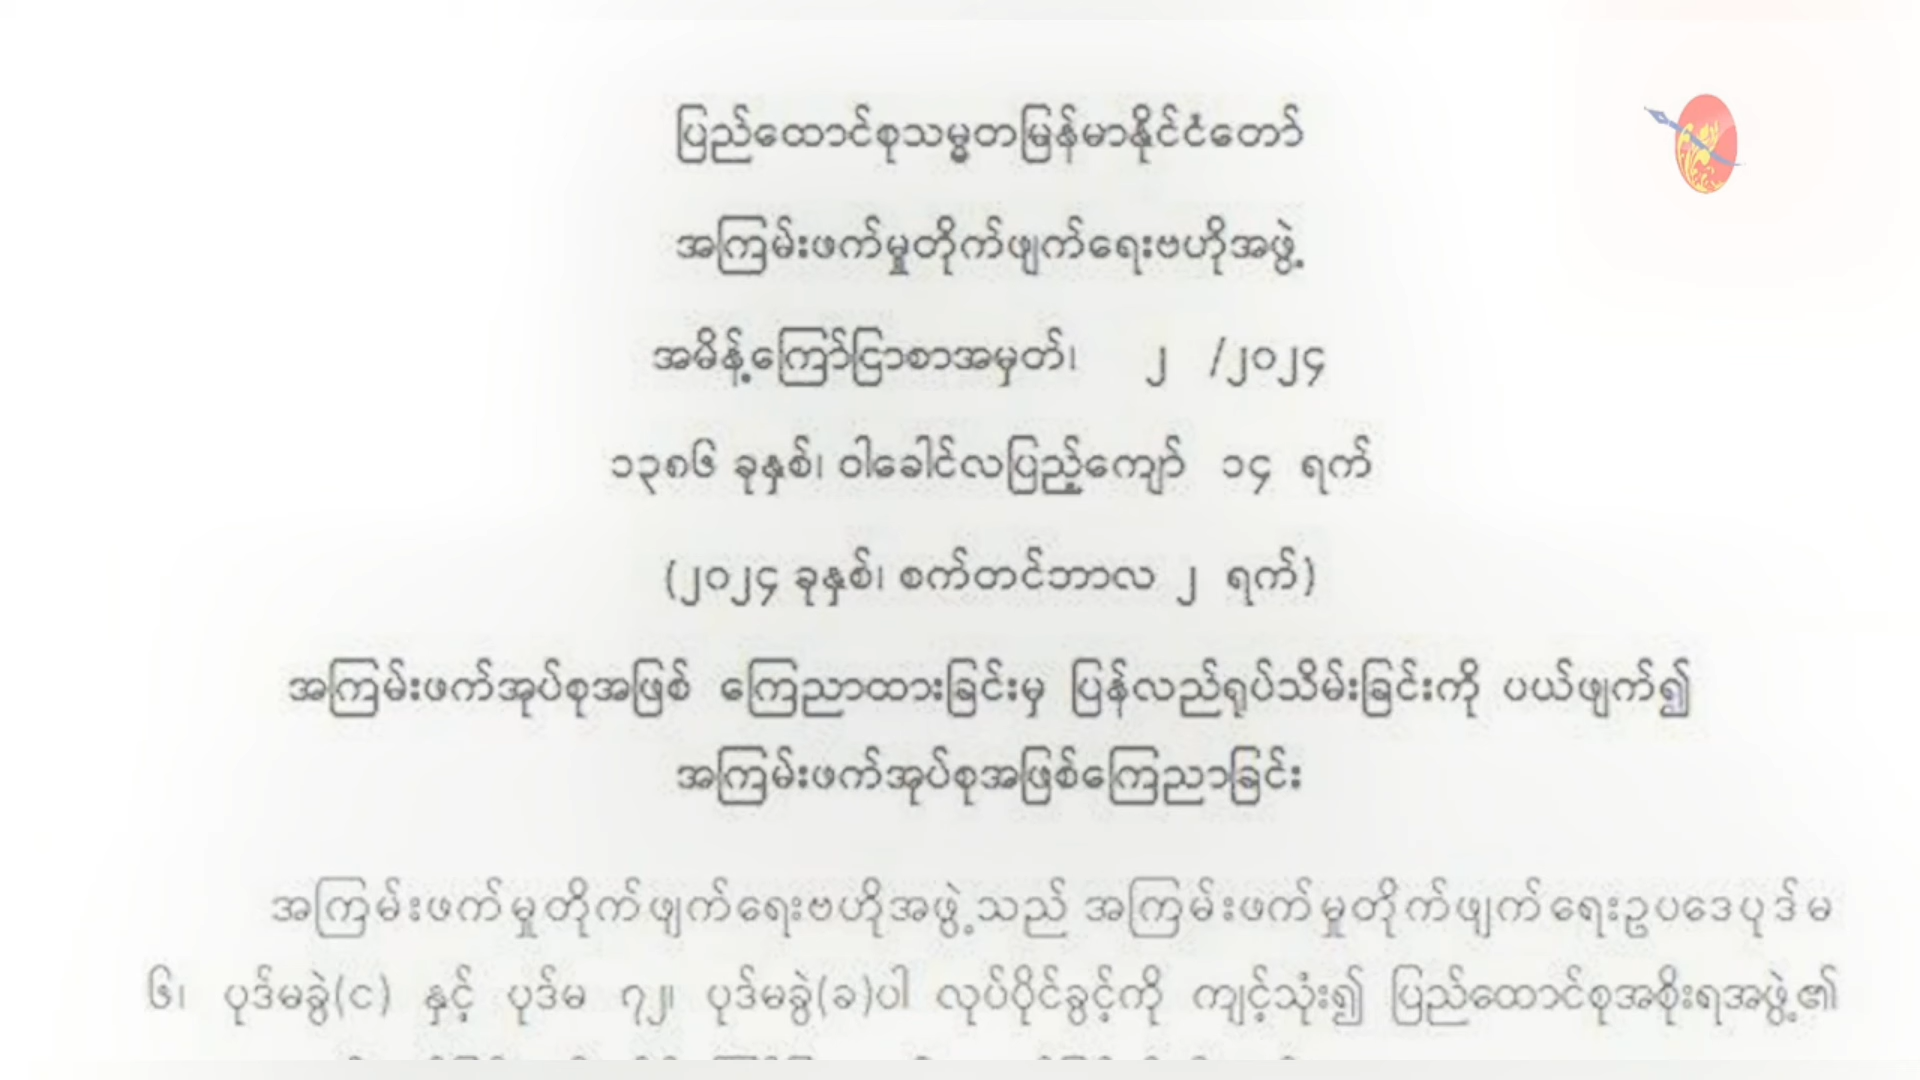 ပြည်ထောင်စုသမ္မတမြန်မာနိုင်ငံတော်
အကြမ်းဖက်မှုတိုက်ဖျက်ရေးဗဟိုအဖွဲ့
အမိန့်ကြော်ငြာစာအမှတ်၊ ၂ /၂၀၂၄
၁၃၈၆ ခုနှစ်၊ ဝါခေါင်လပြည့်ကျော် ၁၄ ရက်
(၂၀၂၄ ခုနှစ်၊ စက်တင်ဘာလ ၂ ရက်)
အကြမ်းဖက်အုပ်စုအဖြစ် ကြေညာထားခြင်းမှ ပြန်လည်ရုပ်သိမ်းခြင်းကို ပယ်ဖျက်၍
အကြမ်းဖက်အုပ်စုအဖြစ်ကြေညာခြင်း
အကြမ်းဖက်မှုတိုက်ဖျက်ရေးဗဟိုအဖွဲ့သည် အကြမ်းဖက်မှုတိုက်ဖျက်ရေးဥပဒေပုဒ်မ
၆၊ ပုဒ်မခွဲ(င) နှင့် ပုဒ်မ ၇၂၊ ပုဒ်မခွဲ(ခ)ပါ လုပ်ပိုင်ခွင့်ကို ကျင့်သုံး၍ ပြည်ထောင်စုအစိုးရအဖွဲ့၏